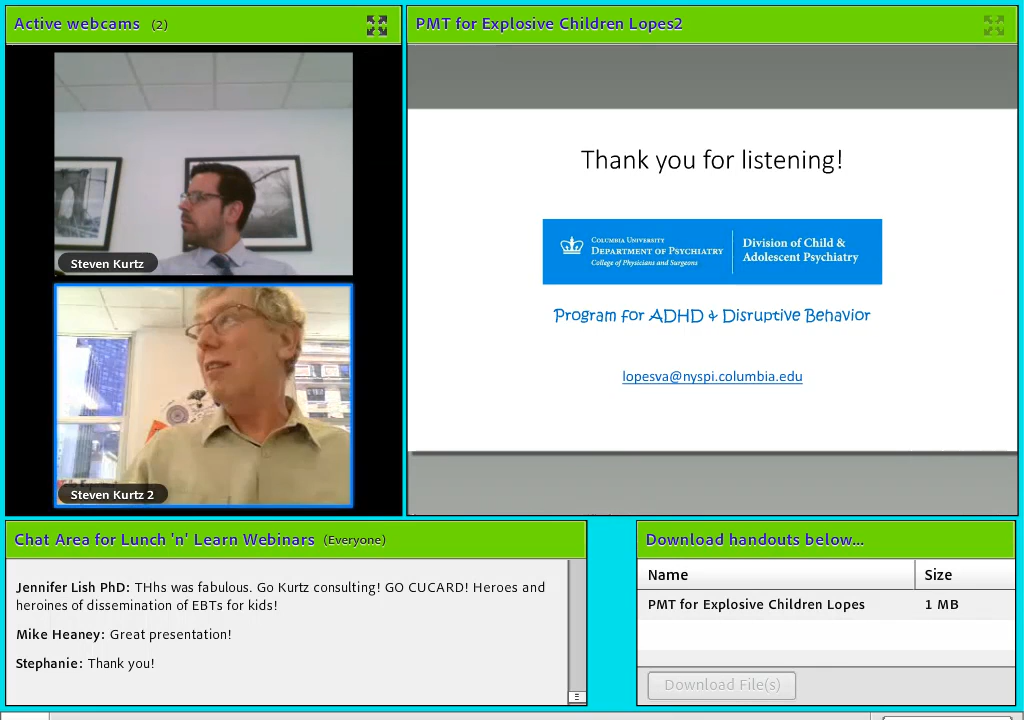 Active webcams (2)
PMT for Explosive Children Lopes2
Steven Kurtz
Steven Kurtz 2
Thank you for listening!
COLUMBIA UNIVERSITY
DEPARTMENT OF PSYCHIATRY
College of Physicians and Surgeons
Division of Child &
Adolescent Psychiatry
Program for ADHD & Disruptive Behavior
lopesva@nyspi.columbia.edu
Chat Area for Lunch 'n' Learn Webinars (Everyone)
Jennifer Lish PhD: THhs was fabulous. Go Kurtz consulting! GO CUCARD! Heroes and
heroines of dissemination of EBTs for kids!
Mike Heaney: Great presentation!
Stephanie: Thank you!
Download handouts below...
Name Size
PMT for Explosive Children Lopes 1 MB
Download File(s)